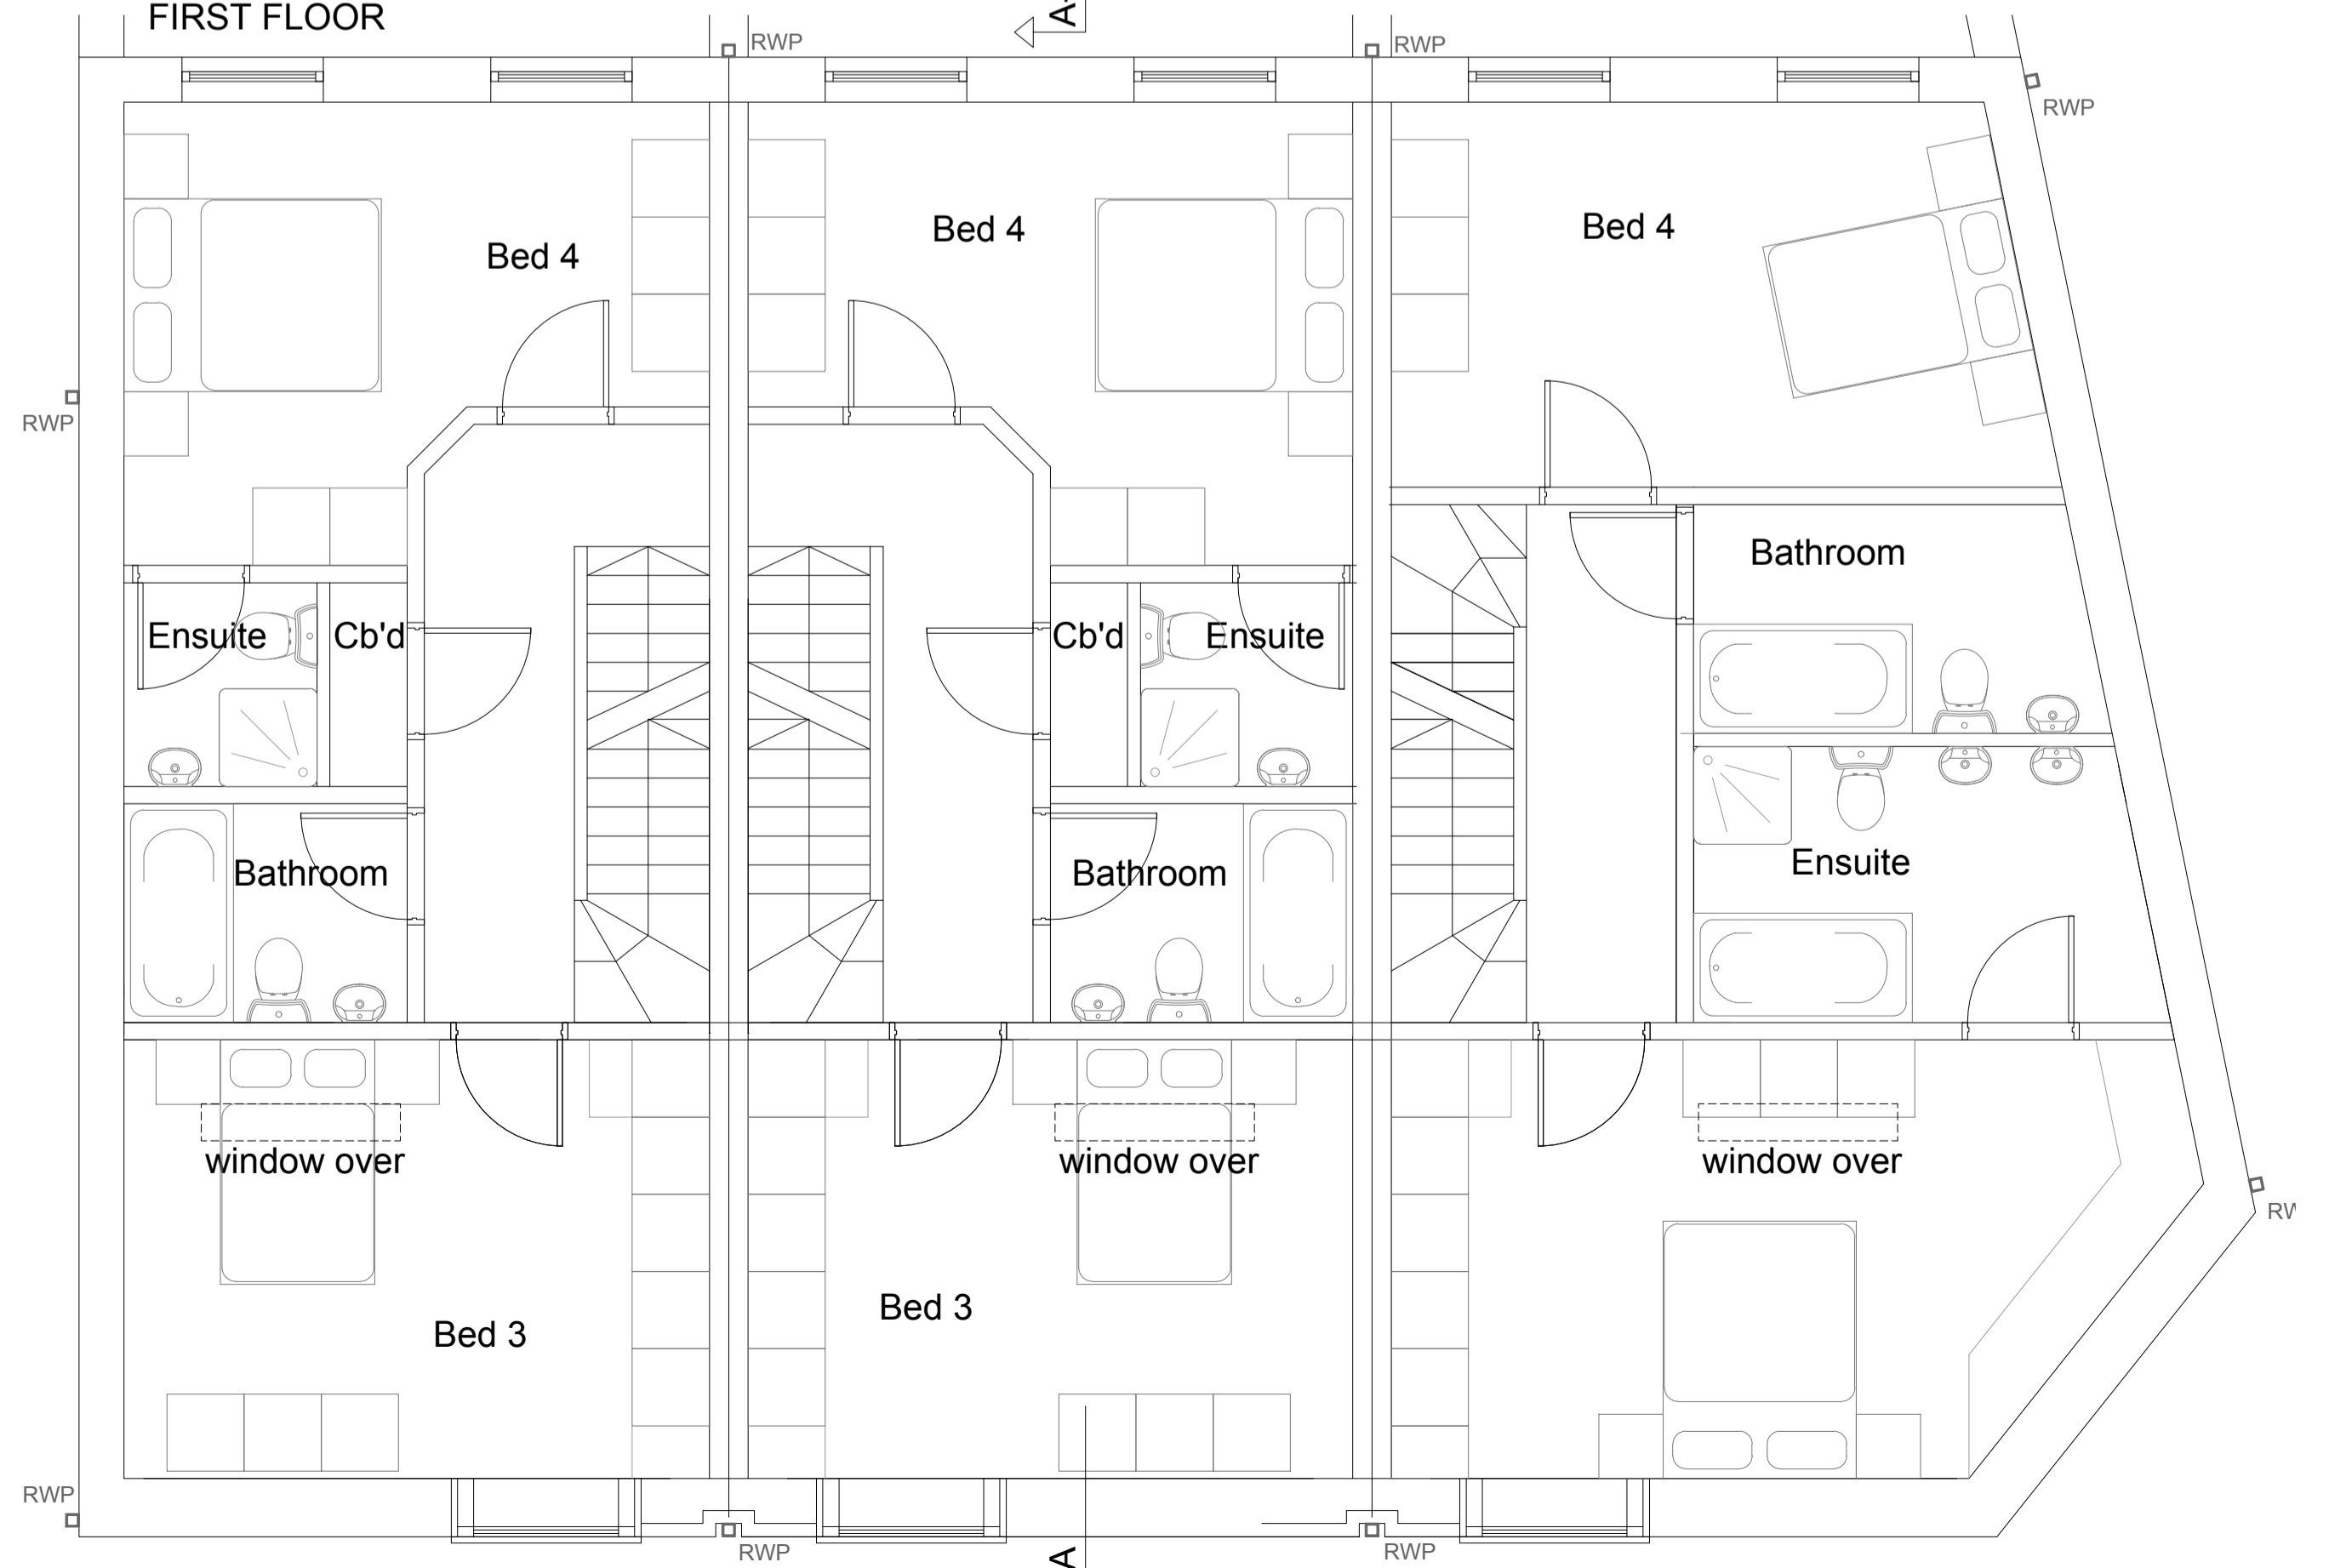 FIRST FLOOR
A
RWP
RWP
RWP
Bed 4
Bed 4
Bed 4
RWP
Bathroom
Ensuite
Cb'd
Cb'd
Ensuite
Bathroom
Bathroom
Ensuite
window over
window over
window over
RW
Bed 3
Bed 3
RWP
RWP
RWP
A